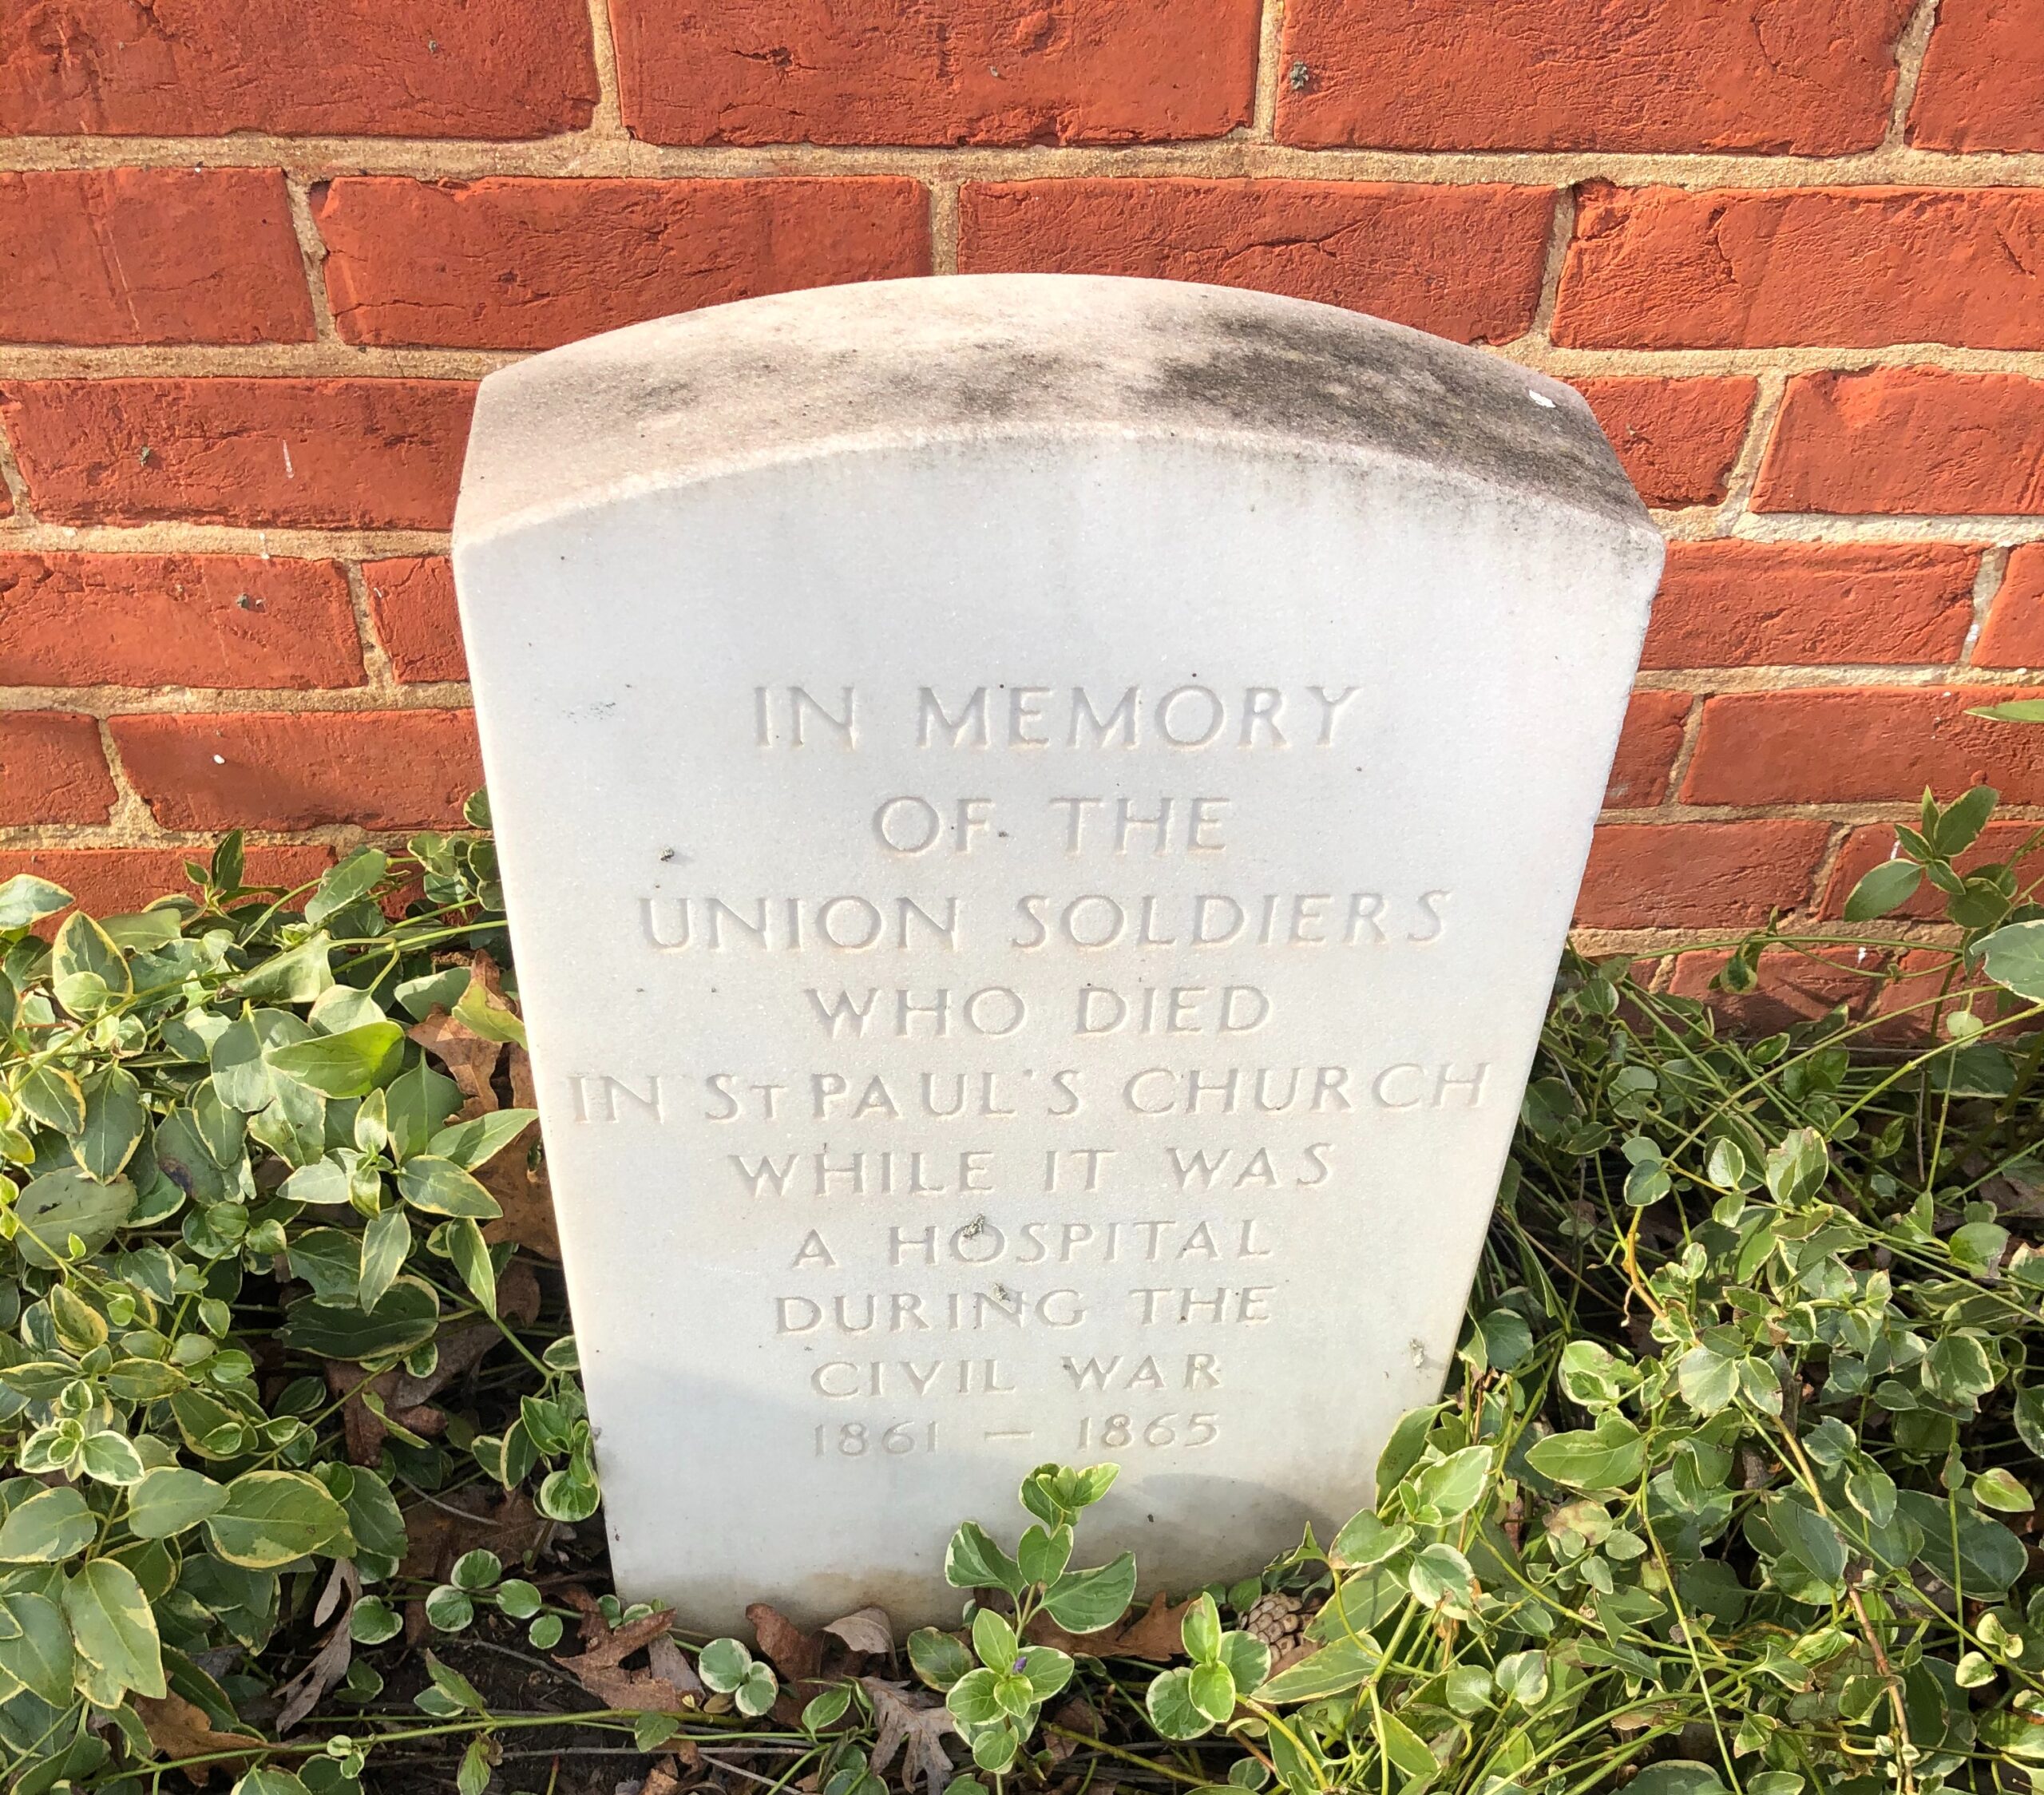 IN MEMORY
OF THE
UNION SOLDIERS
WHO DIED
IN St PAUL'S CHURCH
WHILE IT WAS
A HOSPITAL
DURING THE
CIVIL WAR
1861 — 1865